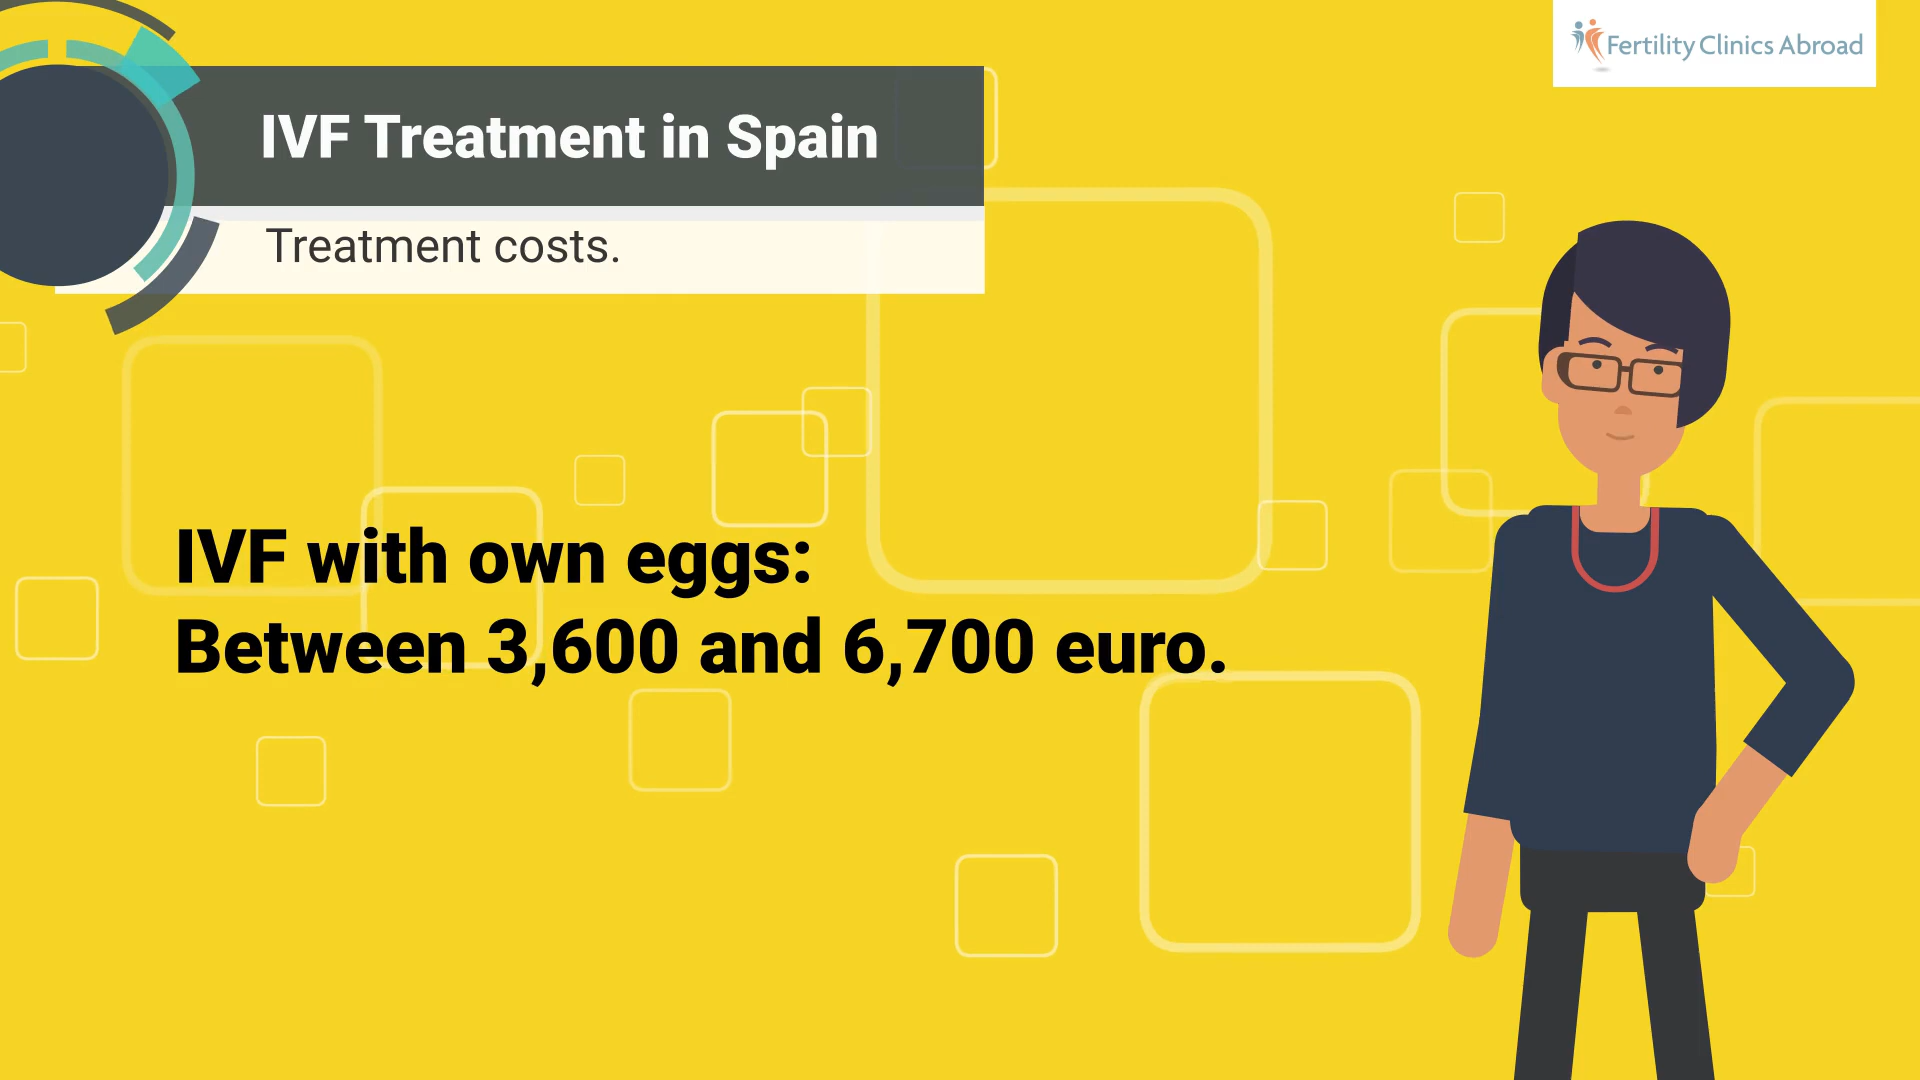 Fertility Clinics Abroad
IVF Treatment in Spain
Treatment costs.
IVF with own eggs:
Between 3,600 and 6,700 euro.